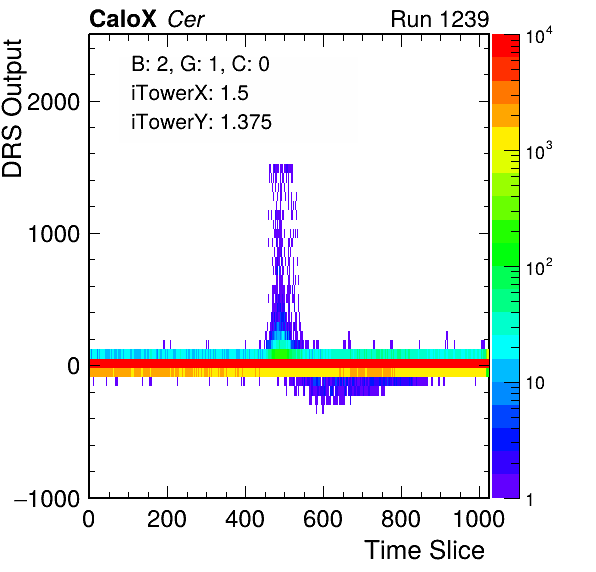 CaloX Cer Run 1239
B: 2, G: 1, C: 0
iTowerX: 1.5
iTowerY: 1.375
DRS Output
2000
1000
0
−1000
0 200 400 600 800 1000
Time Slice
10^4
10^3
10^2
10
1